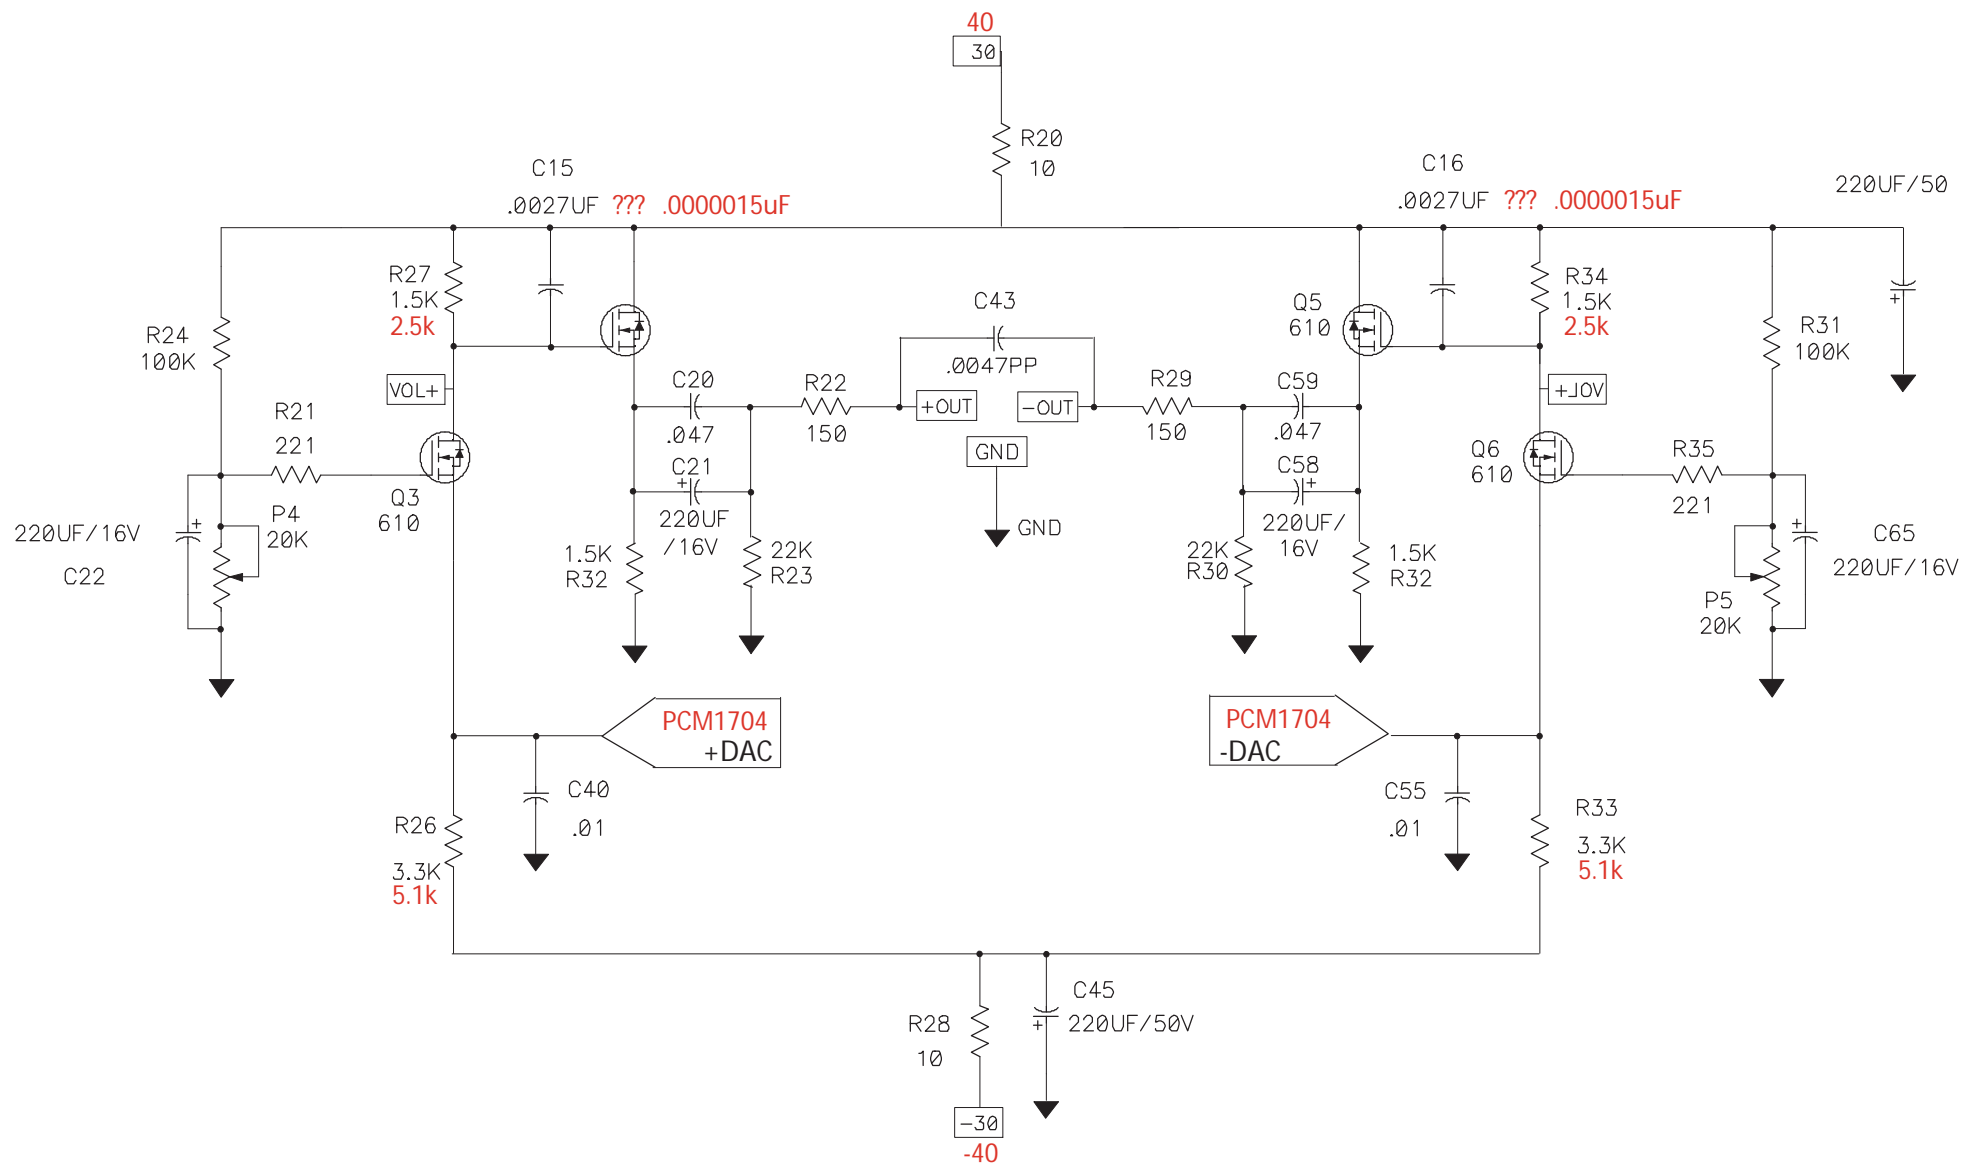 40
30
R20
10
C15
.0027UF ??? .0000015uF
C16
.0027UF ??? .0000015uF
220UF/50
+
R27
1.5K
2.5k
R34
1.5K
2.5k
R24
100K
R31
100K
Q5
610
C43
.0047PP
VOL+
VOL+
C20
.047
R22
150
+OUT
-OUT
R29
150
C59
.047
GND
GND
R21
221
Q3
610
C21
+
220UF
/16V
C58
+
220UF/
16V
Q6
610
R35
221
220UF/16V
+
C22
P4
20K
1.5K
R32
22K
R23
22K
R30
1.5K
R32
P5
20K
+
C65
220UF/16V
PCM1704
+DAC
PCM1704
-DAC
C40
.01
C55
.01
R26
3.3K
5.1k
R33
3.3K
5.1k
R28
10
C45
+
220UF/50V
-30
-40